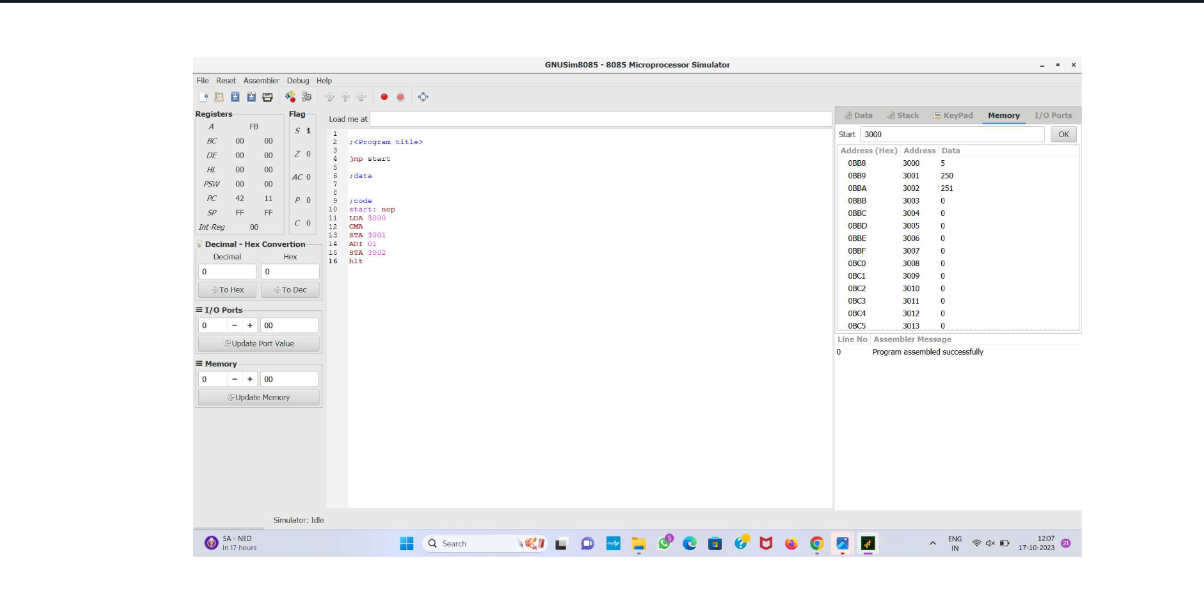 GNUSim8085 - 8085 Microprocessor Simulator
File Reset Assembler Debug Help
Registers
A FB
BC 00 00
DE 00 00
HL 00 00
PSW 00 00
PC 42 11
SP FF FF
Int-Reg 00
Flag
S 1
Z 0
AC 0
P 0
C 0
Decimal - Hex Convertion
Decimal Hex
0 0
To Hex To Dec
I/O Ports
0 - + 00
Update Port Value
Memory
0 - + 00
Update Memory
Load me at
1
2 ;<Program title>
3
4 jmp start
5
6 ;data
7
8
9 ;code
10 start: nop
11 LDA 3000
12 CMA
13 STA 3001
14 ADI 01
15 STA 3002
16 hlt
Data Stack KeyPad Memory I/O Ports
Start 3000 OK
Address (Hex) Address Data
0BB8 3000 5
0BB9 3001 250
0BBA 3002 251
0BBB 3003 0
0BBC 3004 0
0BBD 3005 0
0BBE 3006 0
0BBF 3007 0
0BC0 3008 0
0BC1 3009 0
0BC2 3010 0
0BC3 3011 0
0BC4 3012 0
0BC5 3013 0
Line No Assembler Message
0 Program assembled successfully
Simulator: Idle
SA - NED
In 17 hours
Search
5
ENG
IN
12:07
17-10-2023
21